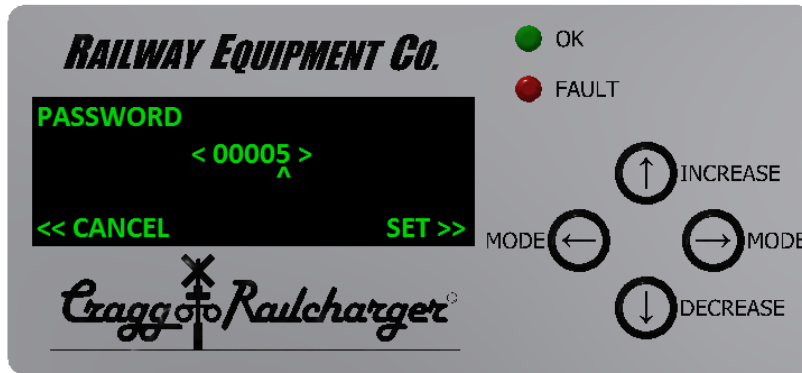 RAILWAY EQUIPMENT CO.
OK
FAULT
PASSWORD
< 00005 >
^
<< CANCEL SET >>
↑ INCREASE
MODE ← → MODE
↓ DECREASE
Cragg Railcharger®